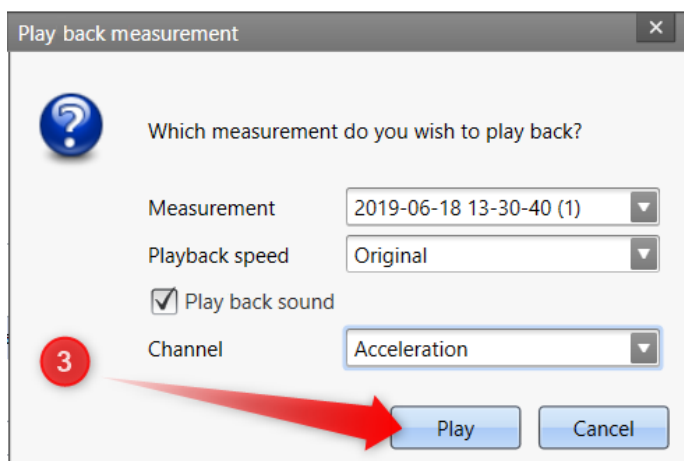 Play back measurement
Which measurement do you wish to play back?
Measurement 2019-06-18 13-30-40 (1)
Playback speed Original
Play back sound
Channel Acceleration
3
Play Cancel